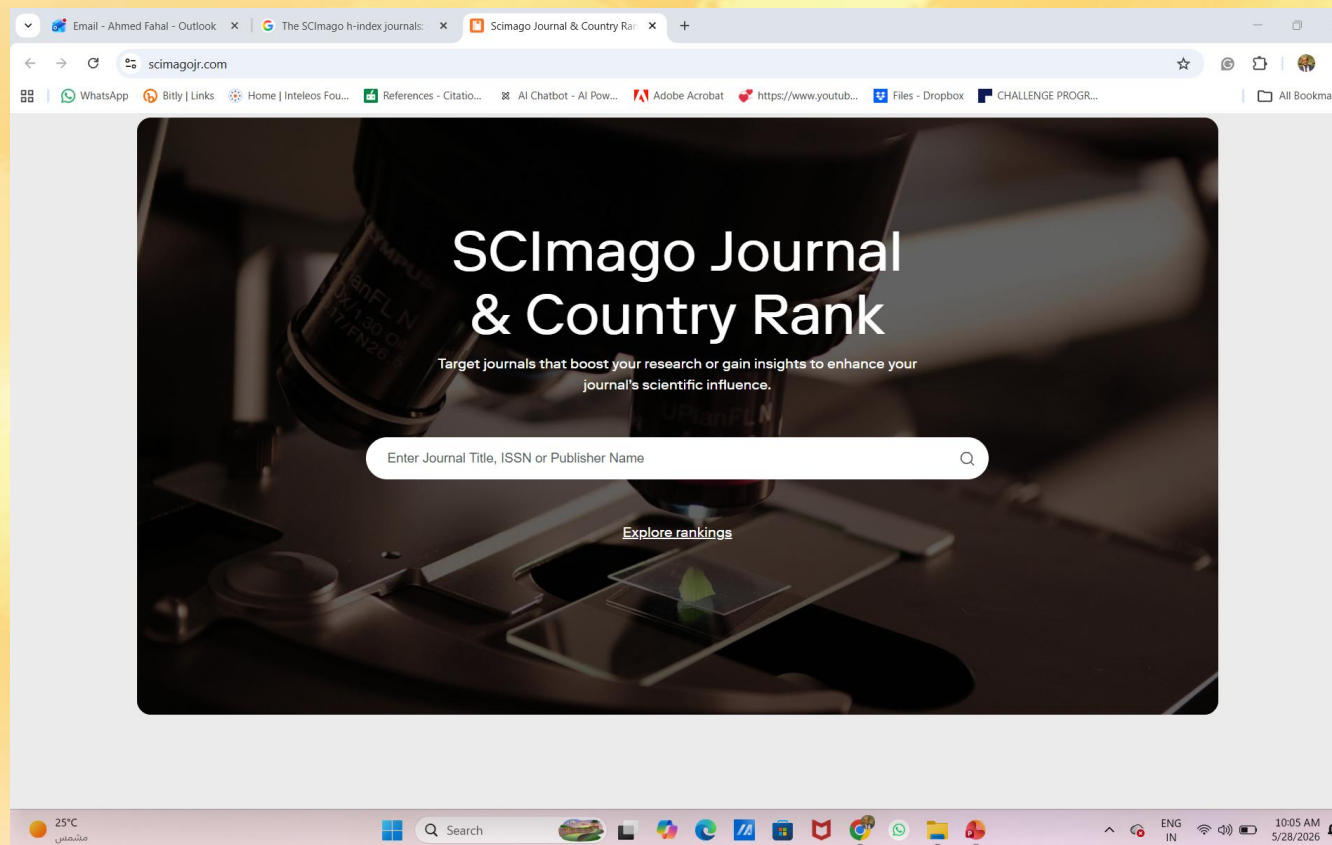 Email - Ahmed Fahal - Outlook
The SCImago h-index journals:
Scimago Journal & Country Ran
scimagojr.com
WhatsApp
Bitly | Links
Home | Inteleos Fou...
References - Citatio...
AI Chatbot - AI Pow...
Adobe Acrobat
https://www.youtub...
Files - Dropbox
CHALLENGE PROGR...
All Bookma
SCImago Journal
& Country Rank
Target journals that boost your research or gain insights to enhance your
journal's scientific influence.
UPlanFL N
Enter Journal Title, ISSN or Publisher Name
Explore rankings
25°C
مشمس
Search
ENG
IN
10:05 AM
5/28/2026